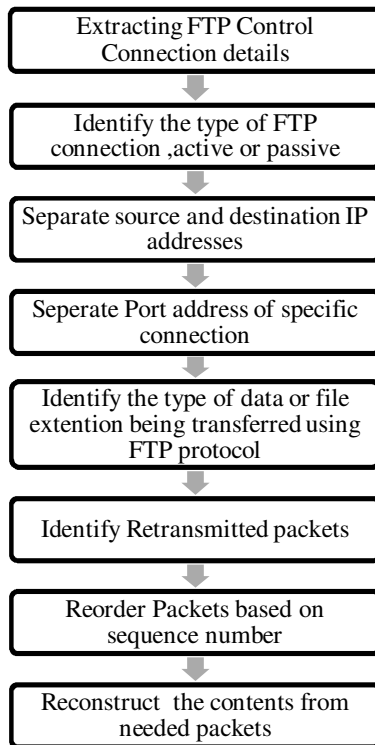 Extracting FTP Control
Connection details
Identify the type of FTP
connection ,active or passive
Separate source and destination IP
addresses
Seperate Port address of specific
connection
Identify the type of data or file
extention being transferred using
FTP protocol
Identify Retransmitted packets
Reorder Packets based on
sequence number
Reconstruct the contents from
needed packets